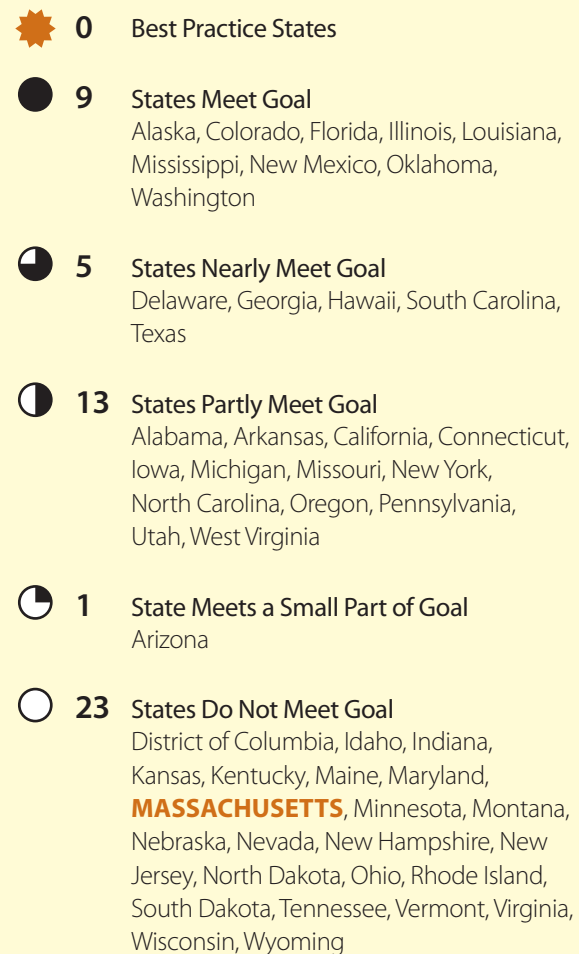 0 Best Practice States
9 States Meet Goal
Alaska, Colorado, Florida, Illinois, Louisiana,
Mississippi, New Mexico, Oklahoma,
Washington
5 States Nearly Meet Goal
Delaware, Georgia, Hawaii, South Carolina,
Texas
13 States Partly Meet Goal
Alabama, Arkansas, California, Connecticut,
Iowa, Michigan, Missouri, New York,
North Carolina, Oregon, Pennsylvania,
Utah, West Virginia
1 State Meets a Small Part of Goal
Arizona
23 States Do Not Meet Goal
District of Columbia, Idaho, Indiana,
Kansas, Kentucky, Maine, Maryland,
MASSACHUSETTS, Minnesota, Montana,
Nebraska, Nevada, New Hampshire, New
Jersey, North Dakota, Ohio, Rhode Island,
South Dakota, Tennessee, Vermont, Virginia,
Wisconsin, Wyoming